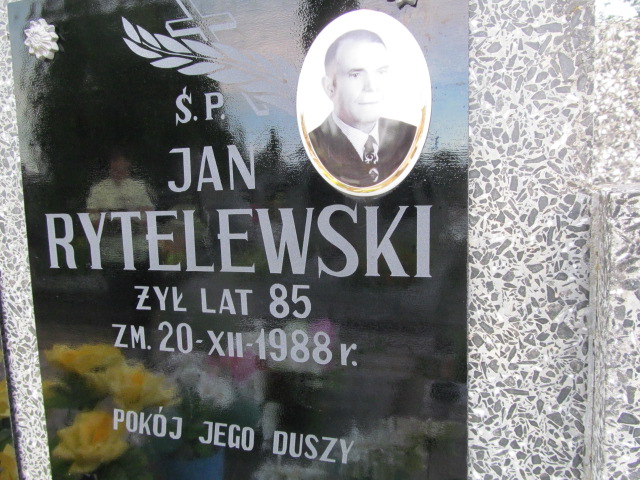 Ś.P.
JAN
RYTELEWSKI
ŻYŁ LAT 85
ZM. 20-XII-1988 r.
POKÓJ JEGO DUSZY